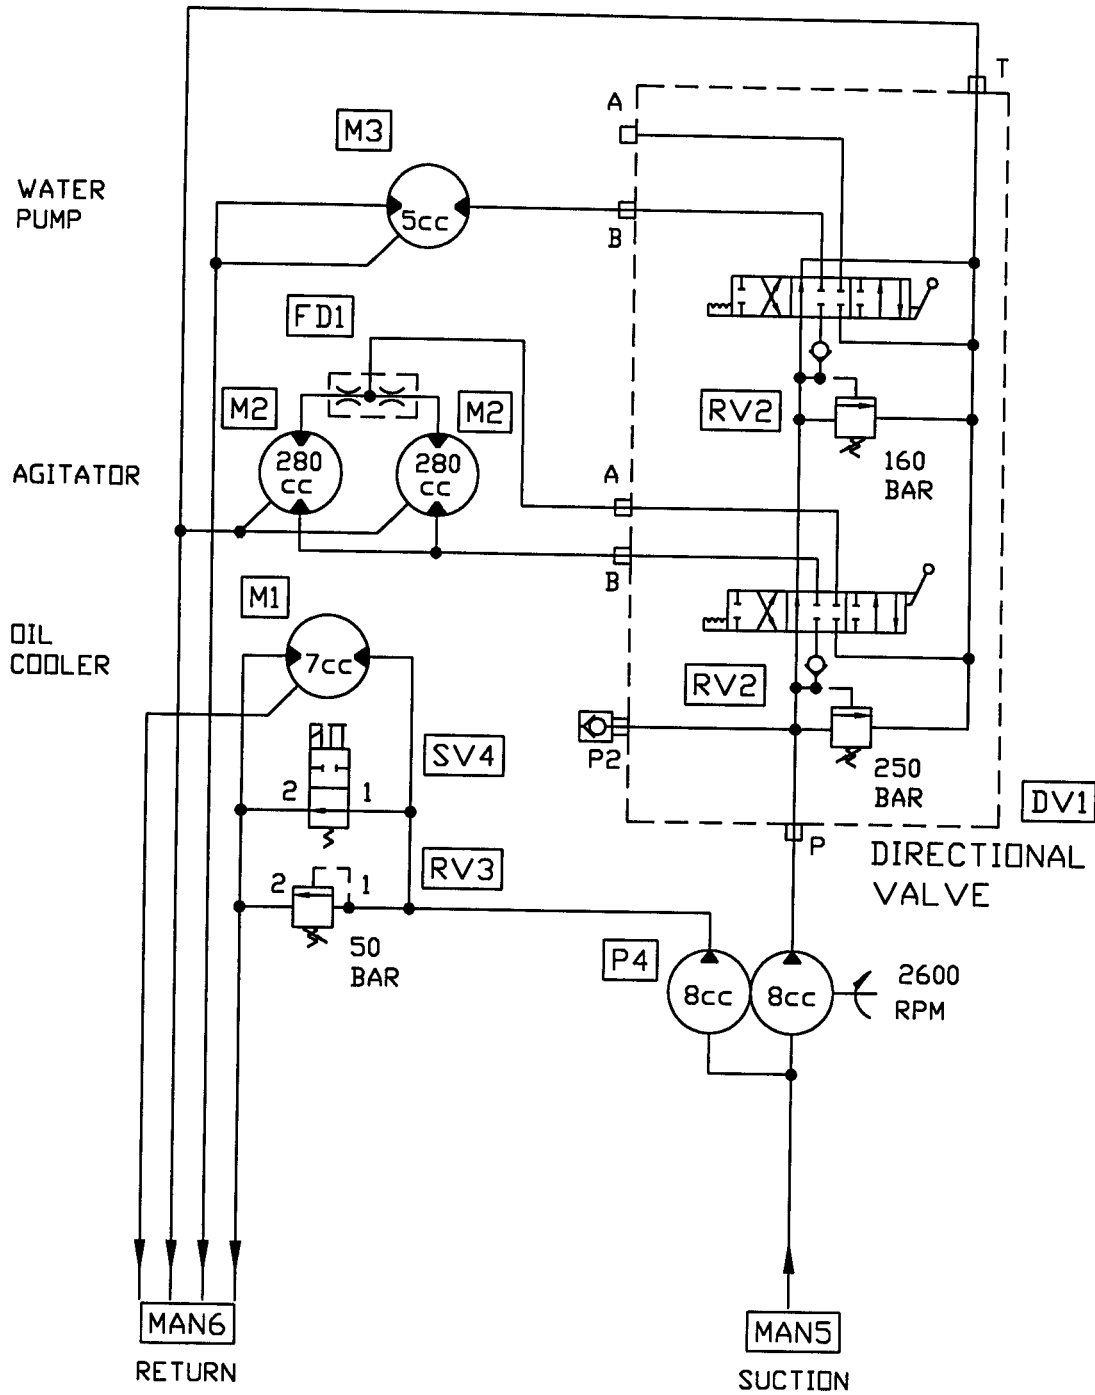 T
A
M3
WATER
PUMP
5cc
B
FD1
M2
M2
RV2
280
cc
280
cc
160
BAR
AGITATOR
A
B
M1
OIL
COOLER
7cc
RV2
SV4
P2
2
1
250
BAR
DV1
P
DIRECTIONAL
VALVE
RV3
2
1
50
BAR
P4
8cc
8cc
2600
RPM
MAN6
RETURN
MAN5
SUCTION